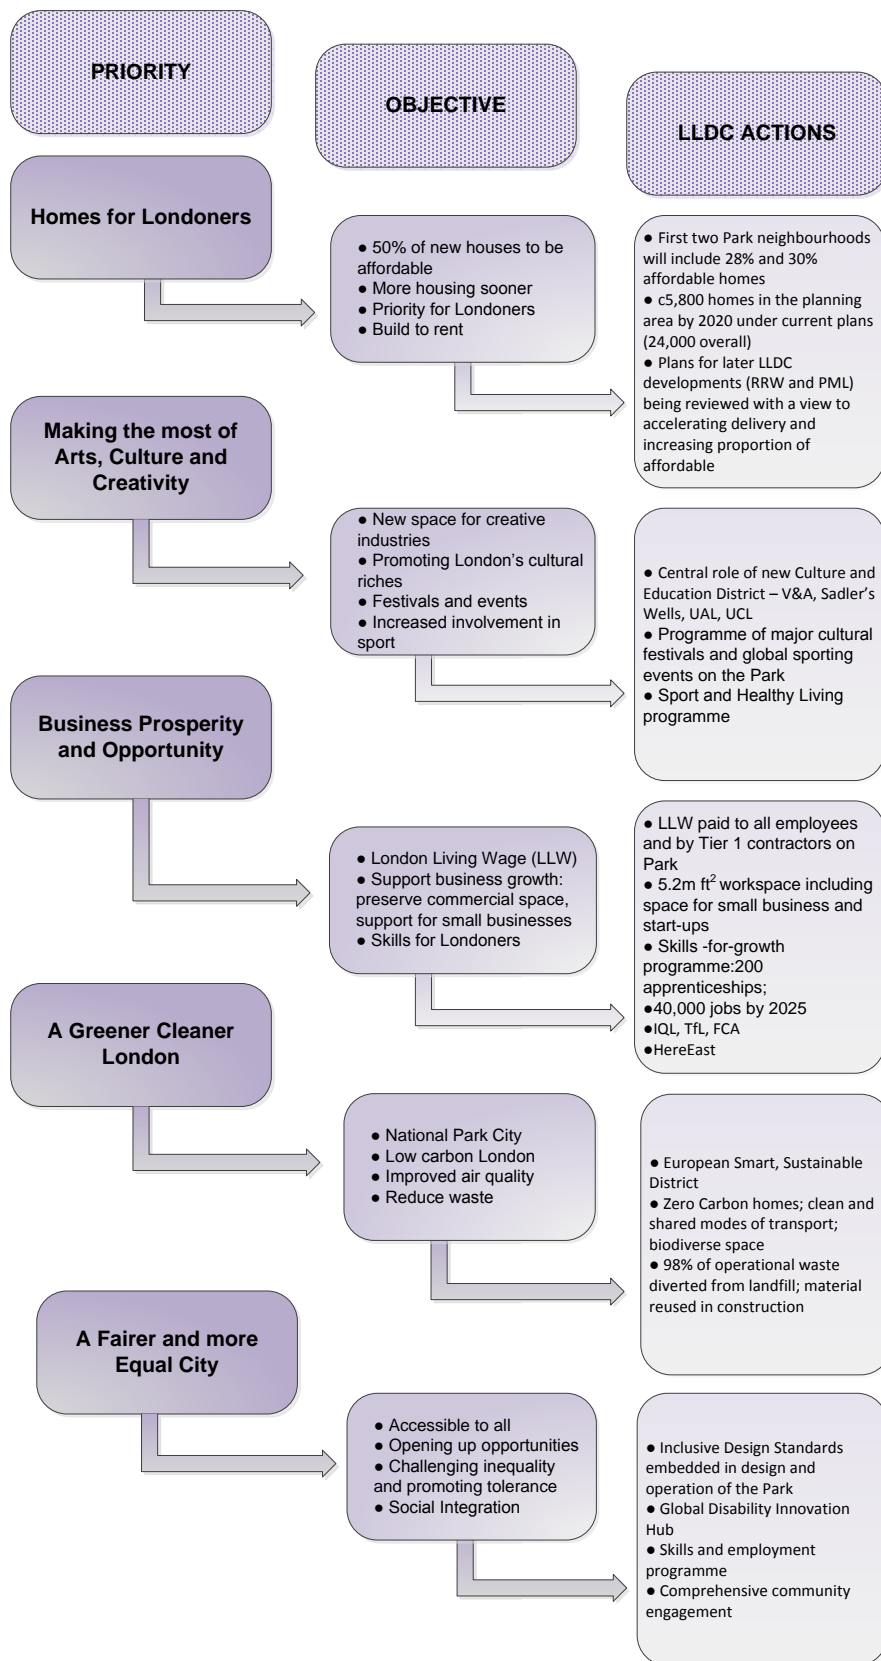 PRIORITY
OBJECTIVE
LLDC ACTIONS
Homes for Londoners
● 50% of new houses to be
affordable
● More housing sooner
● Priority for Londoners
● Build to rent
● First two Park neighbourhoods
will include 28% and 30%
affordable homes
● c5,800 homes in the planning
area by 2020 under current plans
(24,000 overall)
● Plans for later LLDC
developments (RRW and PML)
being reviewed with a view to
accelerating delivery and
increasing proportion of
affordable
Making the most of
Arts, Culture and
Creativity
● New space for creative
industries
● Promoting London’s cultural
riches
● Festivals and events
● Increased involvement in
sport
● Central role of new Culture and
Education District – V&A, Sadler’s
Wells, UAL, UCL
● Programme of major cultural
festivals and global sporting
events on the Park
● Sport and Healthy Living
programme
Business Prosperity
and Opportunity
● London Living Wage (LLW)
● Support business growth:
preserve commercial space,
support for small businesses
● Skills for Londoners
● LLW paid to all employees
and by Tier 1 contractors on
Park
● 5.2m ft² workspace including
space for small business and
start-ups
● Skills -for-growth
programme:200
apprenticeships;
●40,000 jobs by 2025
●IQL, TfL, FCA
●HereEast
A Greener Cleaner
London
● National Park City
● Low carbon London
● Improved air quality
● Reduce waste
● European Smart, Sustainable
District
● Zero Carbon homes; clean and
shared modes of transport;
biodiverse space
● 98% of operational waste
diverted from landfill; material
reused in construction
A Fairer and more
Equal City
● Accessible to all
● Opening up opportunities
● Challenging inequality
and promoting tolerance
● Social Integration
● Inclusive Design Standards
embedded in design and
operation of the Park
● Global Disability Innovation
Hub
● Skills and employment
programme
● Comprehensive community
engagement